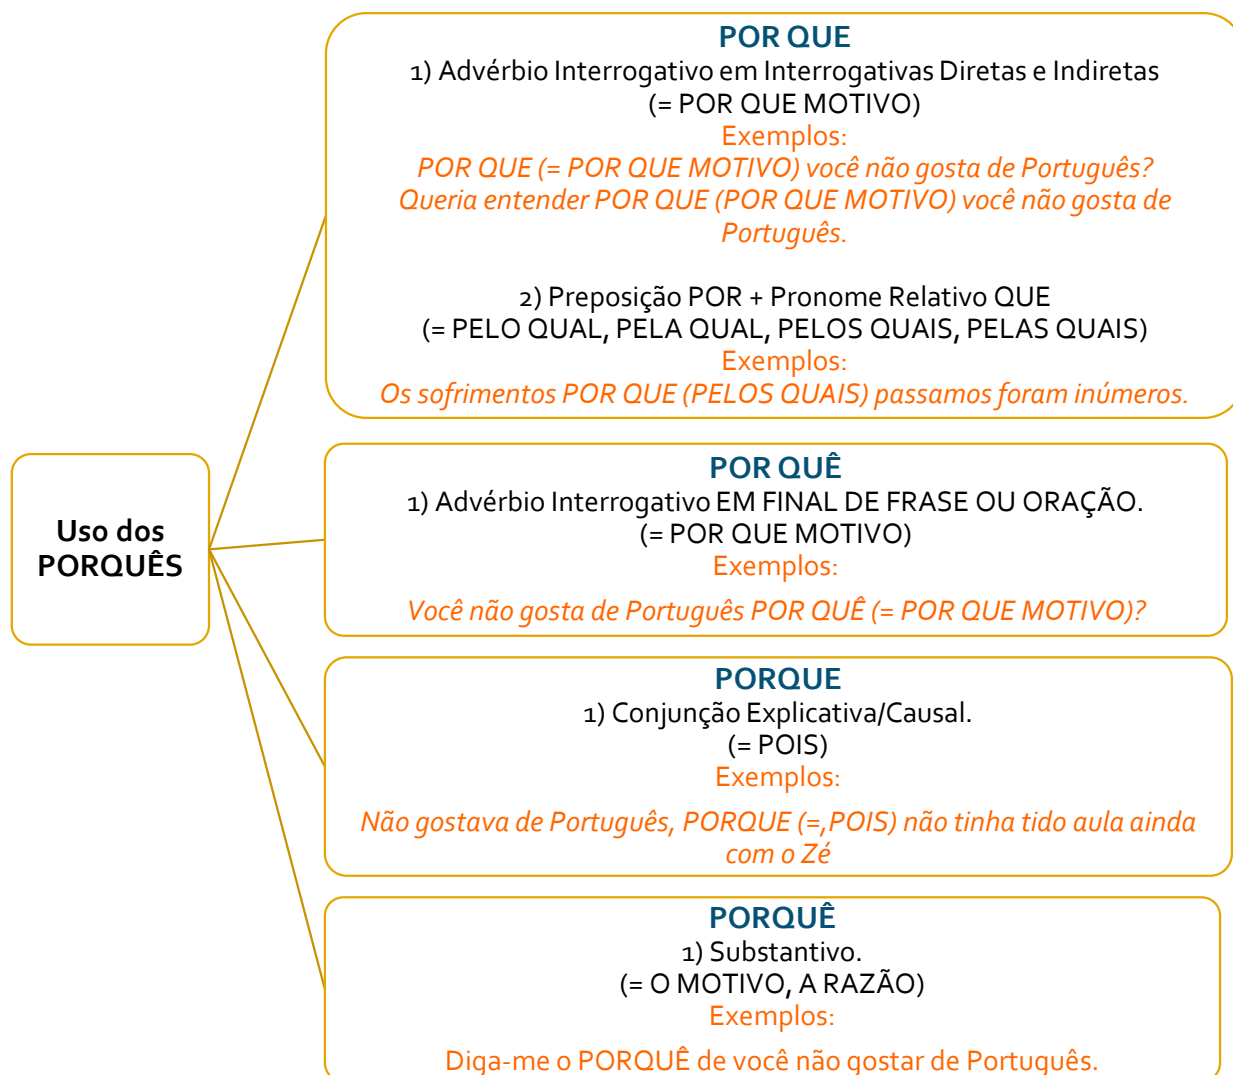 POR QUE
1) Advérbio Interrogativo em Interrogativas Diretas e Indiretas
(= POR QUE MOTIVO)
Exemplos:
POR QUE (= POR QUE MOTIVO) você não gosta de Português?
Queria entender POR QUE (POR QUE MOTIVO) você não gosta de
Português.
2) Preposição POR + Pronome Relativo QUE
(= PELO QUAL, PELA QUAL, PELOS QUAIS, PELAS QUAIS)
Exemplos:
Os sofrimentos POR QUE (PELOS QUAIS) passamos foram inúmeros.
Uso dos
PORQUÊS
POR QUÊ
1) Advérbio Interrogativo EM FINAL DE FRASE OU ORAÇÃO.
(= POR QUE MOTIVO)
Exemplos:
Você não gosta de Português POR QUÊ (= POR QUE MOTIVO)?
PORQUE
1) Conjunção Explicativa/Causal.
(= POIS)
Exemplos:
Não gostava de Português, PORQUE (=,POIS) não tinha tido aula ainda
com o Zé
PORQUÊ
1) Substantivo.
(= O MOTIVO, A RAZÃO)
Exemplos:
Diga-me o PORQUÊ de você não gostar de Português.